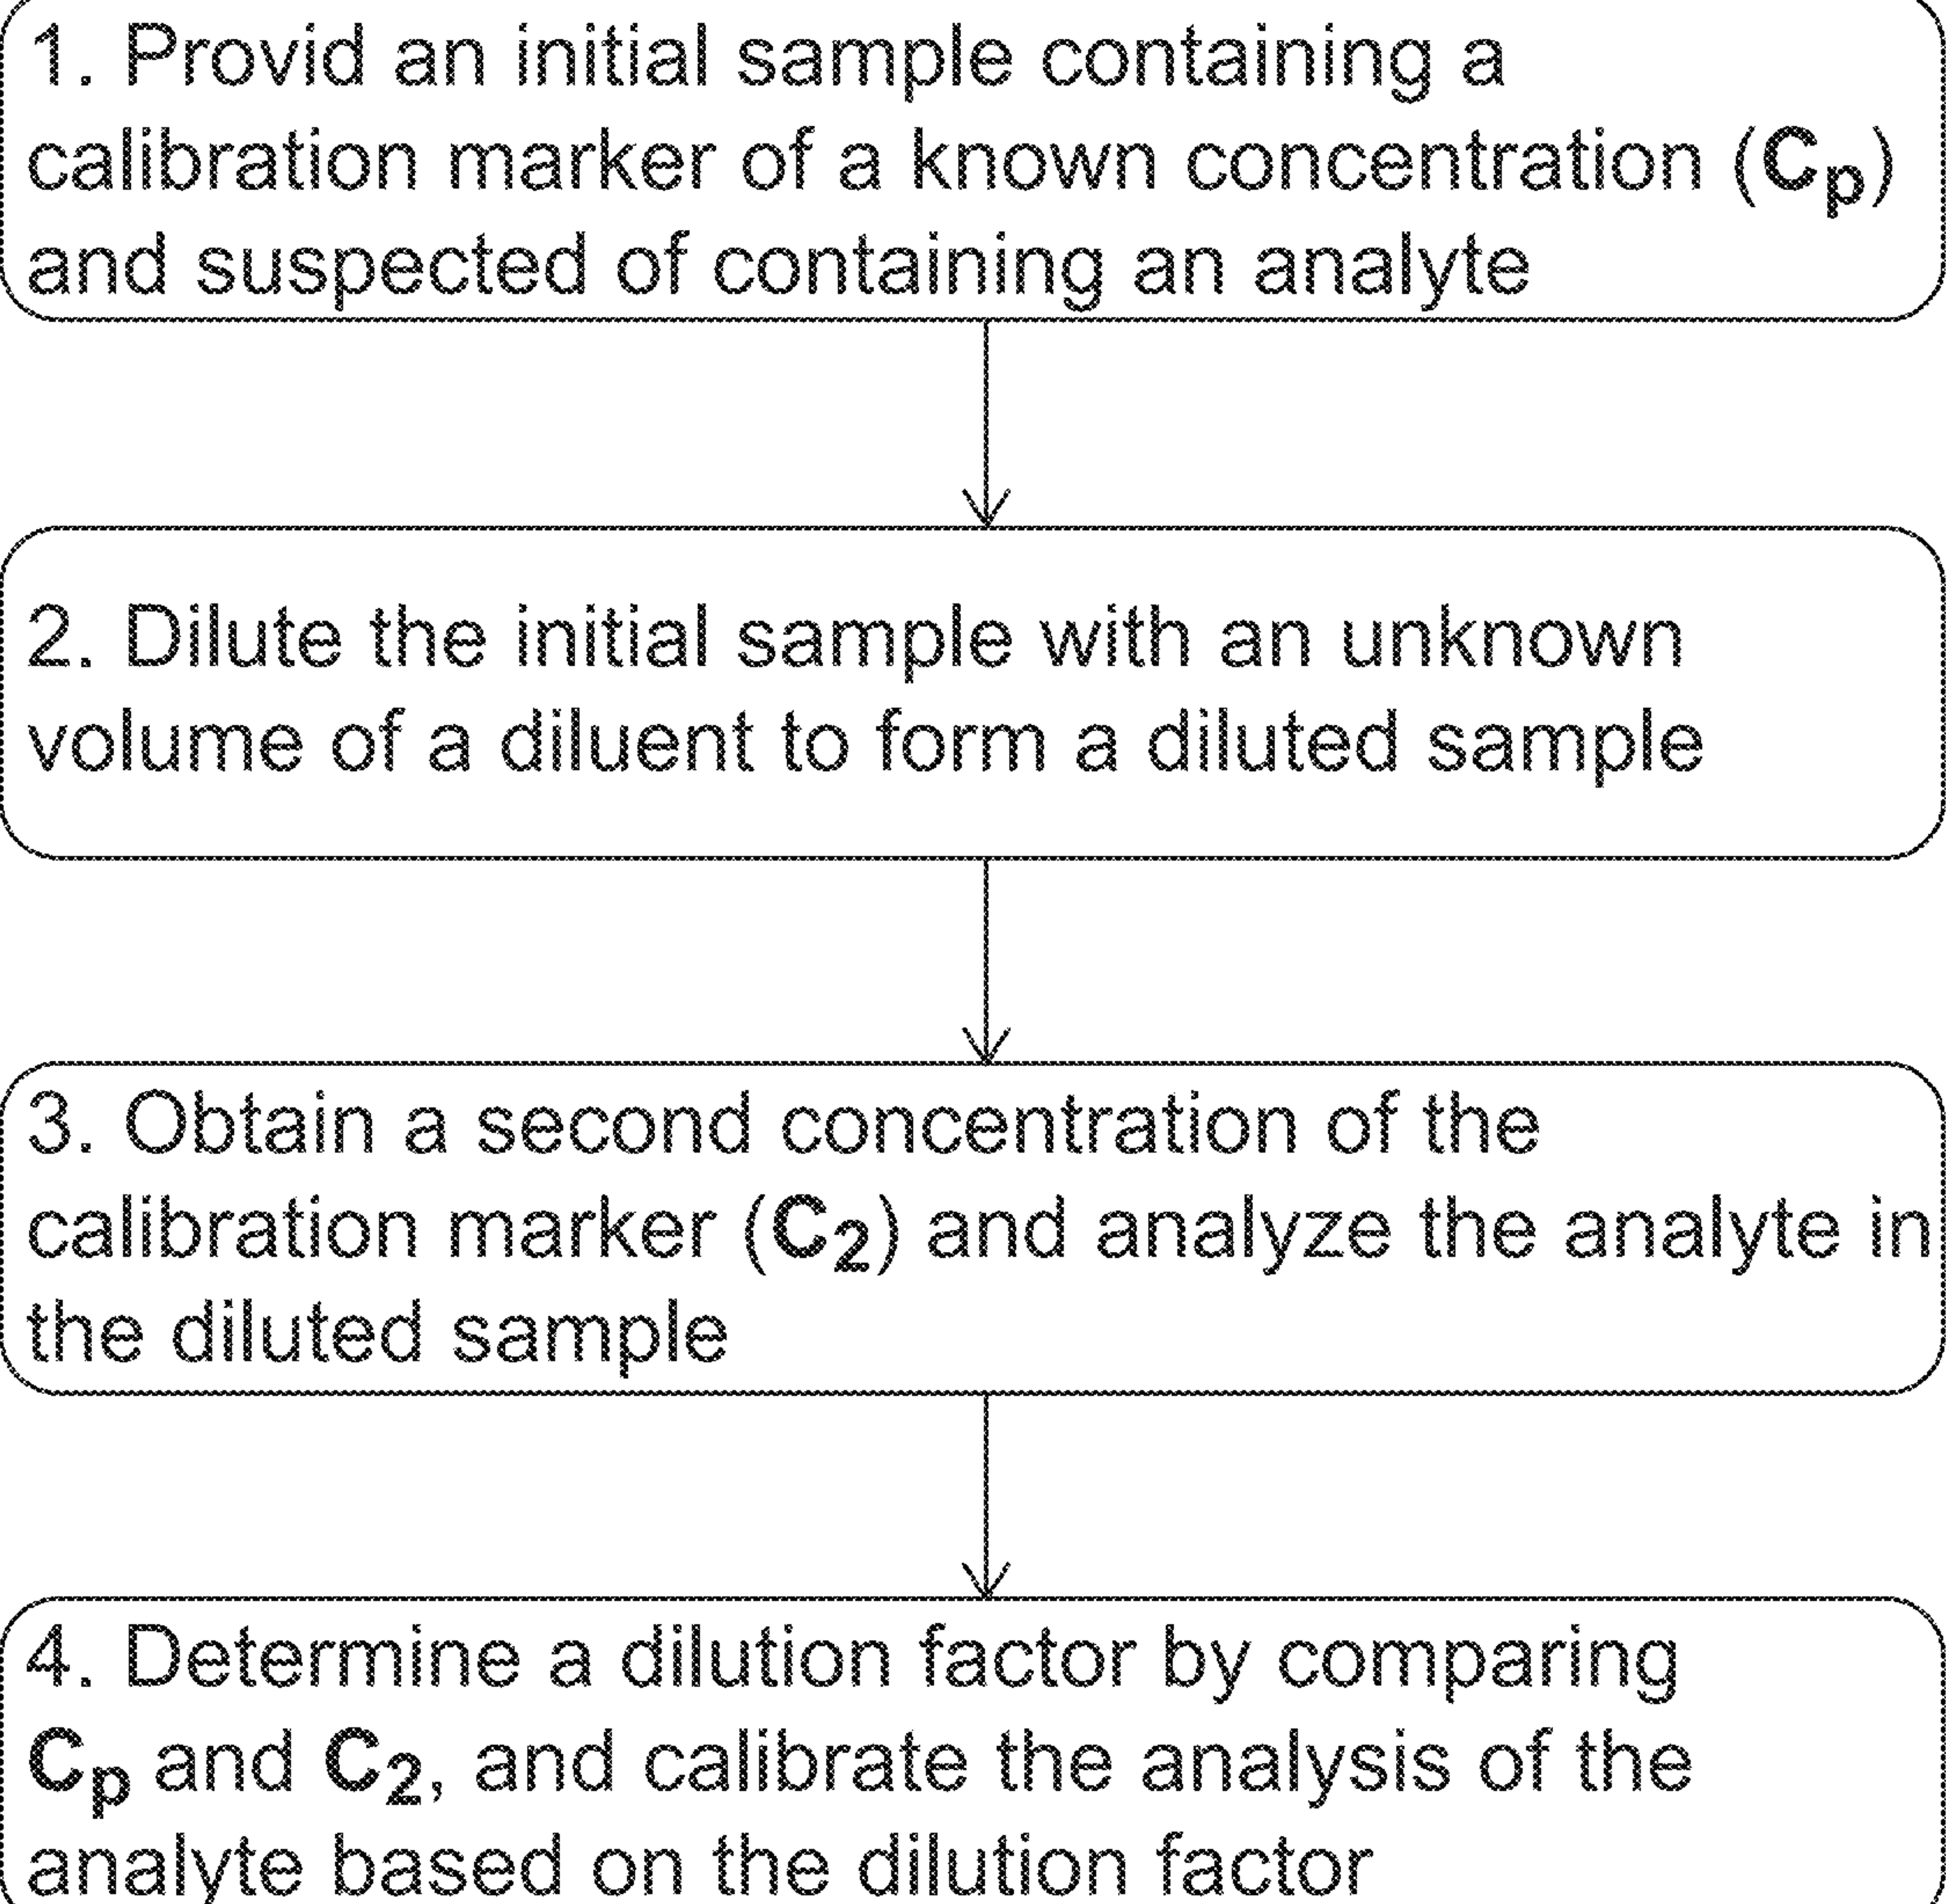 1. Provid an initial sample containing a
calibration marker of a known concentration (Cp)
and suspected of containing an analyte
2. Dilute the initial sample with an unknown
volume of a diluent to form a diluted sample
3. Obtain a second concentration of the
calibration marker (C2) and analyze the analyte in
the diluted sample
4. Determine a dilution factor by comparing
Cp and C2, and calibrate the analysis of the
analyte based on the dilution factor